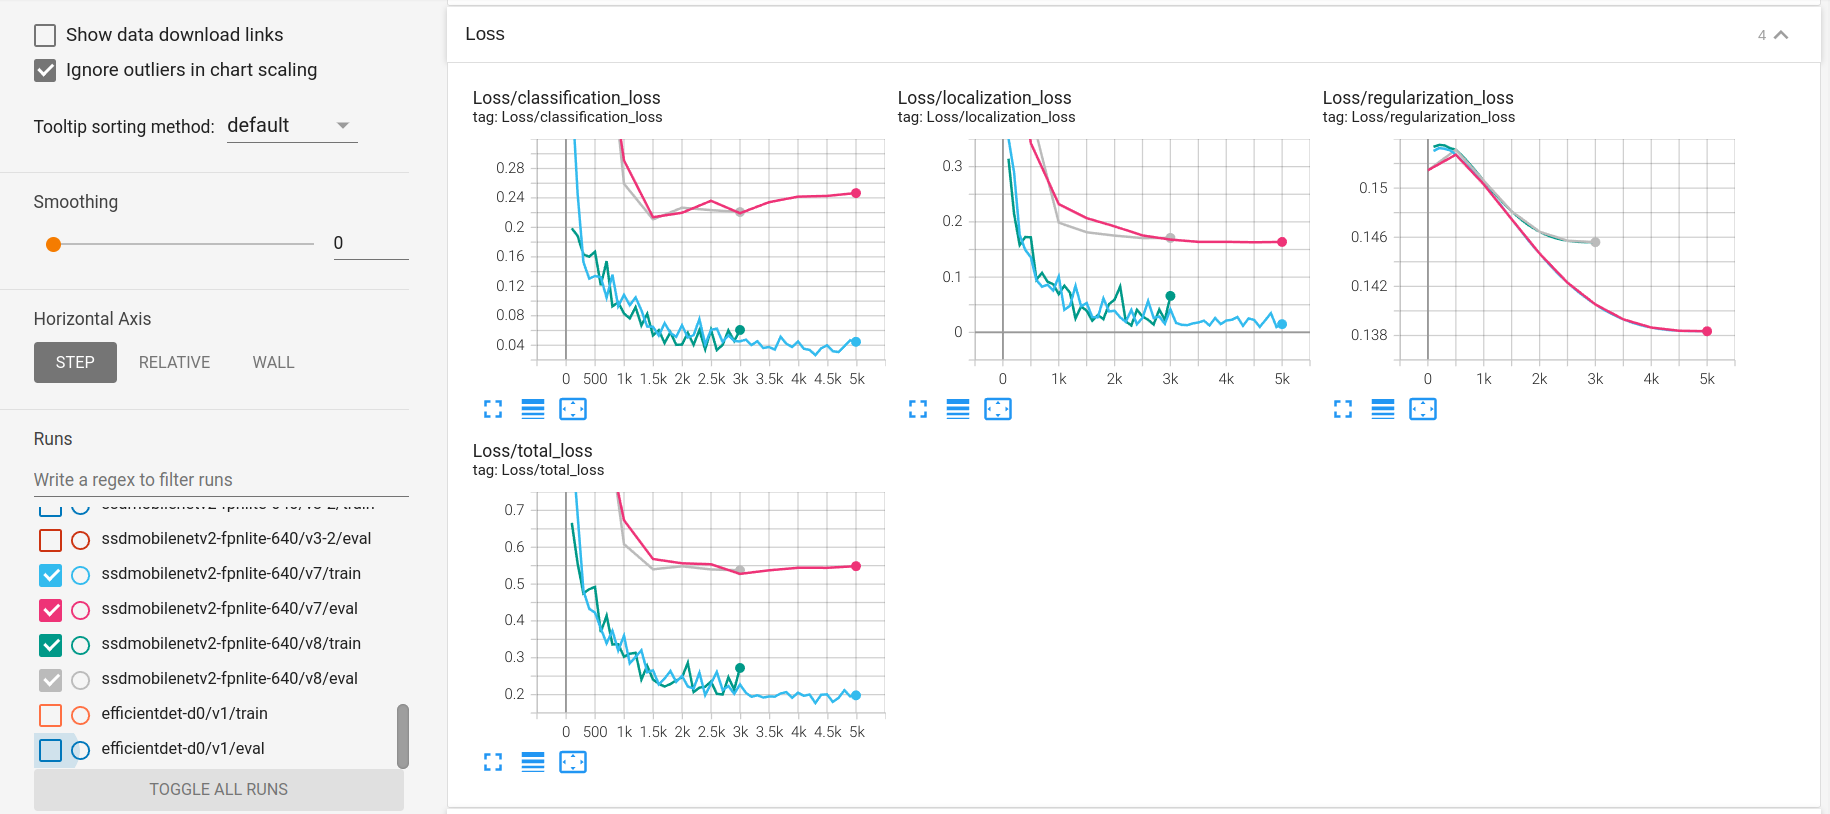 Show data download links
Ignore outliers in chart scaling
Tooltip sorting method: default
Smoothing
0
Horizontal Axis
STEP RELATIVE WALL
Runs
Write a regex to filter runs
ssdmobilenetv2-fpnlite-640/v3-2/train
ssdmobilenetv2-fpnlite-640/v3-2/eval
ssdmobilenetv2-fpnlite-640/v7/train
ssdmobilenetv2-fpnlite-640/v7/eval
ssdmobilenetv2-fpnlite-640/v8/train
ssdmobilenetv2-fpnlite-640/v8/eval
efficientdet-d0/v1/train
efficientdet-d0/v1/eval
TOGGLE ALL RUNS
Loss 4
Loss/classification_loss
tag: Loss/classification_loss
0.28
0.24
0.2
0.16
0.12
0.08
0.04
0 500 1k 1.5k 2k 2.5k 3k 3.5k 4k 4.5k 5k
Loss/localization_loss
tag: Loss/localization_loss
0.3
0.2
0.1
0
0 1k 2k 3k 4k 5k
Loss/regularization_loss
tag: Loss/regularization_loss
0.15
0.146
0.142
0.138
0 1k 2k 3k 4k 5k
Loss/total_loss
tag: Loss/total_loss
0.7
0.6
0.5
0.4
0.3
0.2
0 500 1k 1.5k 2k 2.5k 3k 3.5k 4k 4.5k 5k